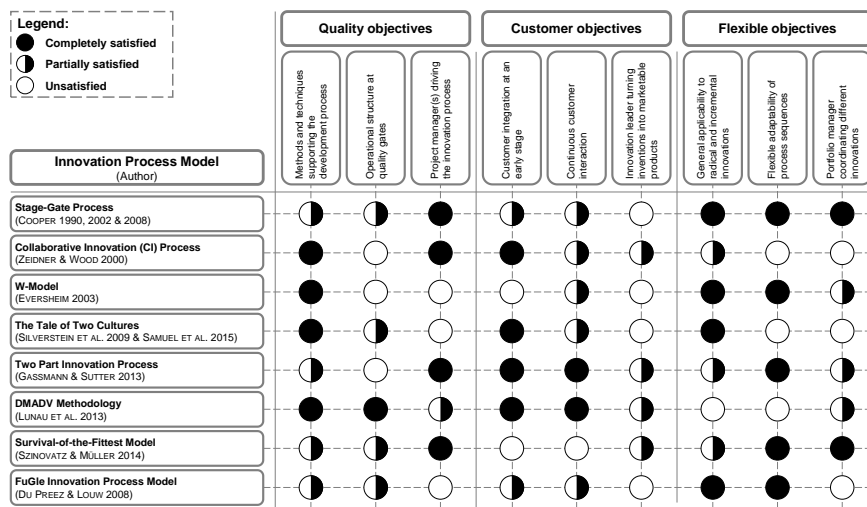 Legend:
Completely satisfied
Partially satisfied
Unsatisfied
Quality objectives
Customer objectives
Flexible objectives
Methods and techniques
supporting the
development process
Operational structure at
quality gates
Project manager(s) driving
the innovation process
Customer integration at an
early stage
Continuous customer
interaction
Innovation leader turning
inventions into marketable
products
General applicability to
radical and incremental
innovations
Flexible adaptability of
process sequences
Portfolio manager
coordinating different
innovations
Innovation Process Model
(Author)
Stage-Gate Process
(COOPER 1990, 2002 & 2008)
Collaborative Innovation (CI) Process
(ZEIDNER & WOOD 2000)
W-Model
(EVERSHEIM 2003)
The Tale of Two Cultures
(SILVERSTEIN ET AL. 2009 & SAMUEL ET AL. 2015)
Two Part Innovation Process
(GASSMANN & SUTTER 2013)
DMADV Methodology
(LUNAU ET AL. 2013)
Survival-of-the-Fittest Model
(SZINOVATZ & MÜLLER 2014)
FuGle Innovation Process Model
(DU PREEZ & LOUW 2008)